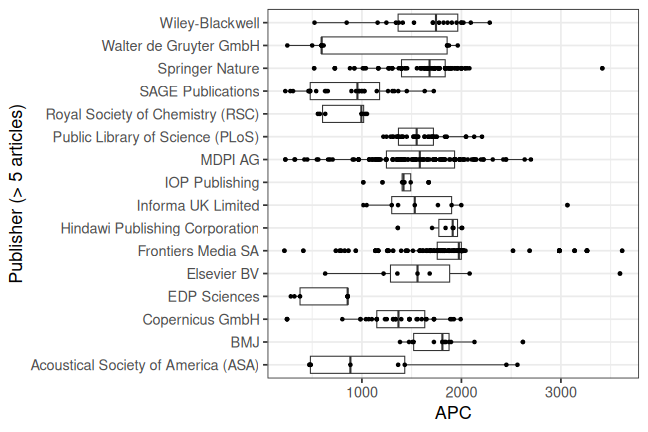 Publisher (> 5 articles)
Wiley-Blackwell
Walter de Gruyter GmbH
Springer Nature
SAGE Publications
Royal Society of Chemistry (RSC)
Public Library of Science (PLoS)
MDPI AG
IOP Publishing
Informa UK Limited
Hindawi Publishing Corporation
Frontiers Media SA
Elsevier BV
EDP Sciences
Copernicus GmbH
BMJ
Acoustical Society of America (ASA)
1000 2000 3000
APC